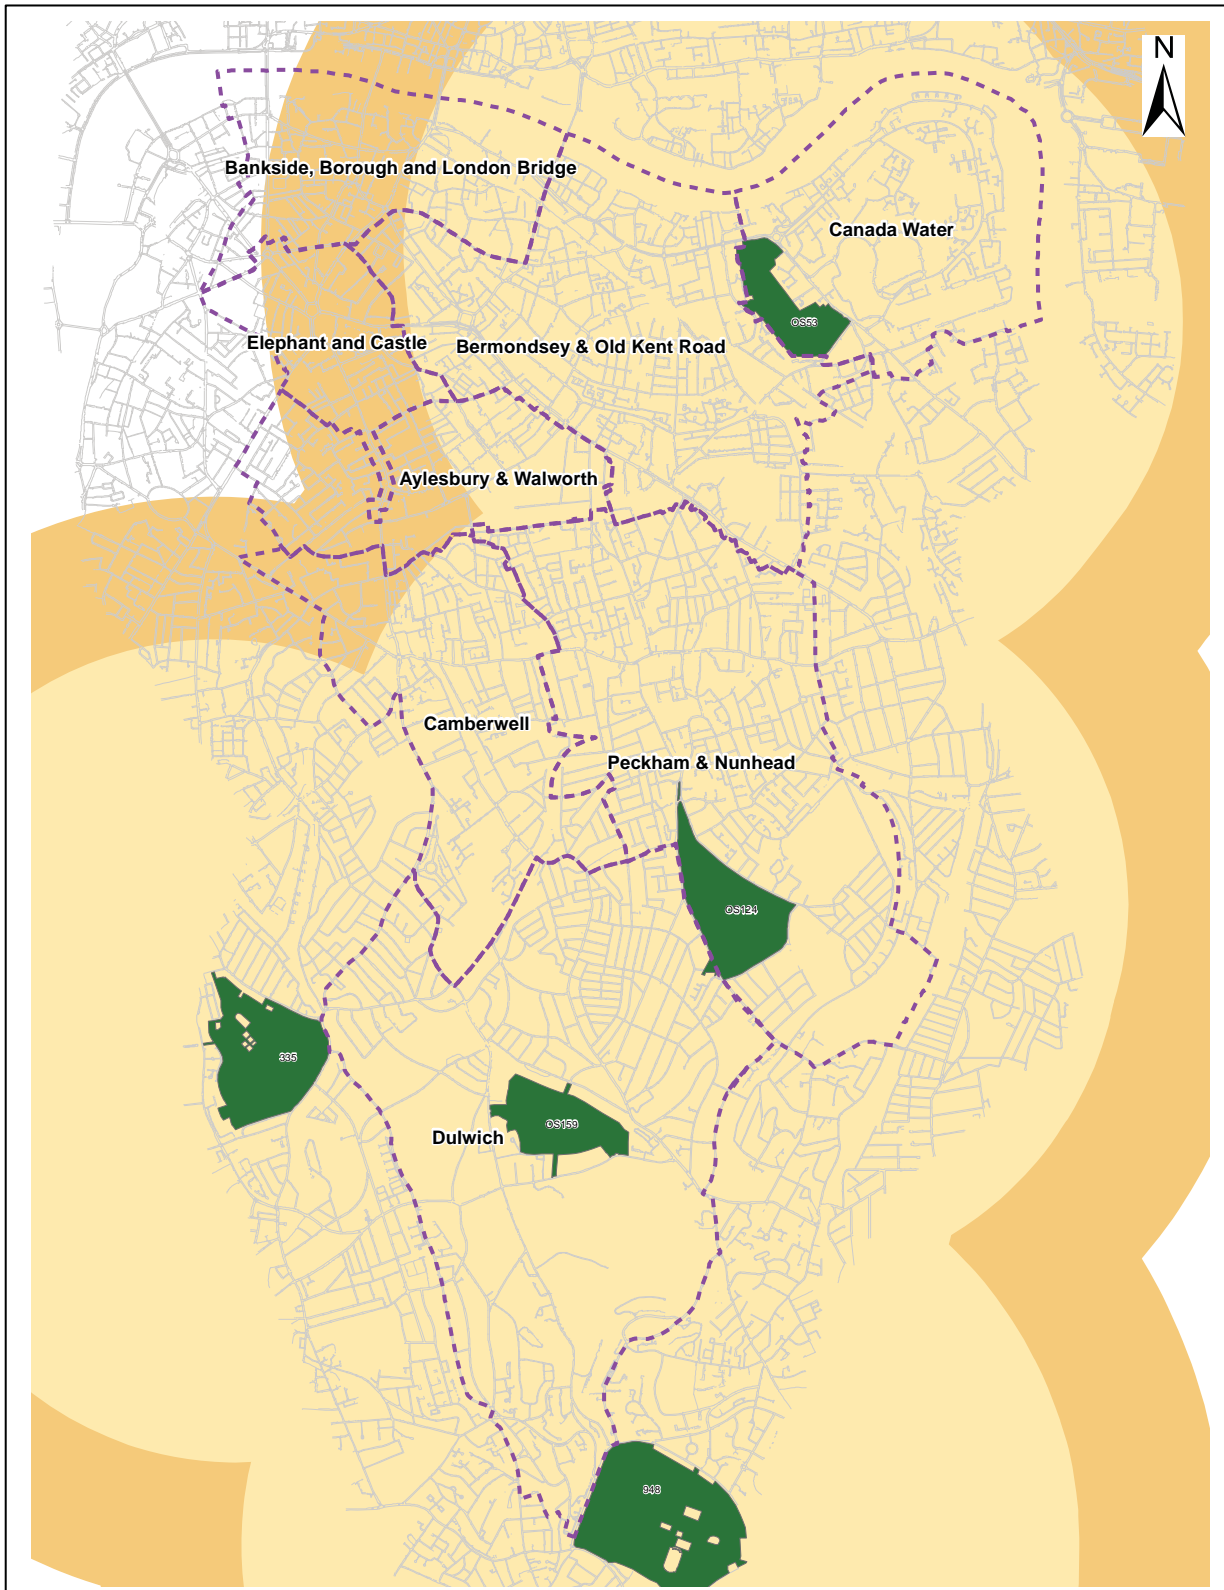 N
Bankside, Borough and London Bridge
Canada Water
OS53
Elephant and Castle
Bermondsey & Old Kent Road
Aylesbury & Walworth
Camberwell
Peckham & Nunhead
OS124
335
OS159
Dulwich
948